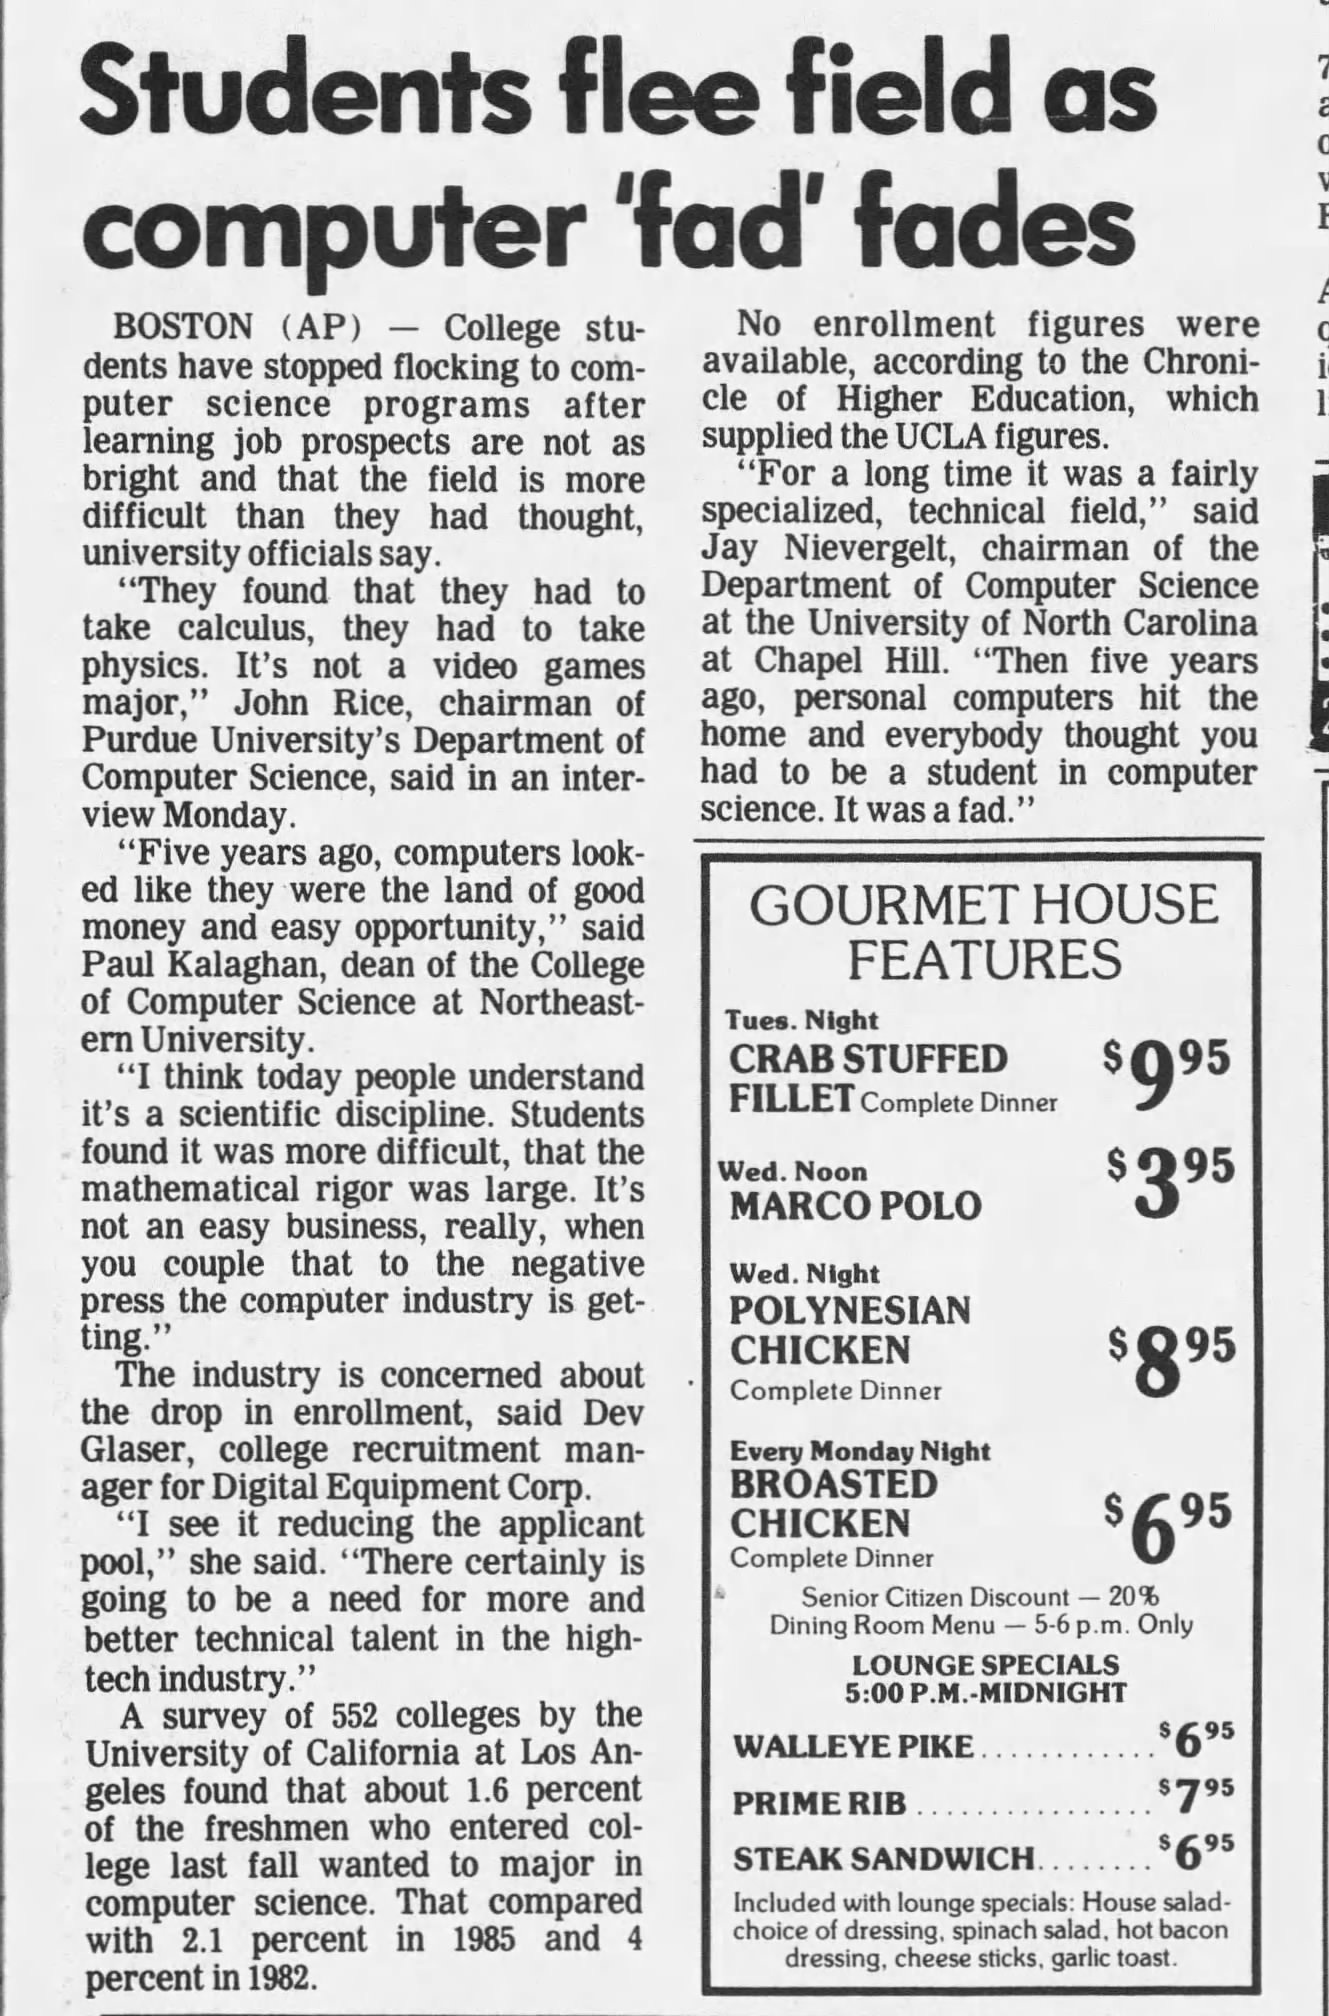 Students flee field as
computer 'fad' fades
BOSTON (AP) — College stu-
dents have stopped flocking to com-
puter science programs after
learning job prospects are not as
bright and that the field is more
difficult than they had thought,
university officials say.
"They found that they had to
take calculus, they had to take
physics. It's not a video games
major," John Rice, chairman of
Purdue University's Department of
Computer Science, said in an inter-
view Monday.
"Five years ago, computers look-
ed like they were the land of good
money and easy opportunity," said
Paul Kalaghan, dean of the College
of Computer Science at Northeast-
ern University.
"I think today people understand
it's a scientific discipline. Students
found it was more difficult, that the
mathematical rigor was large. It's
not an easy business, really, when
you couple that to the negative
press the computer industry is get-
ting."
The industry is concerned about
the drop in enrollment, said Dev
Glaser, college recruitment man-
ager for Digital Equipment Corp.
"I see it reducing the applicant
pool," she said. "There certainly is
going to be a need for more and
better technical talent in the high-
tech industry."
A survey of 552 colleges by the
University of California at Los An-
geles found that about 1.6 percent
of the freshmen who entered col-
lege last fall wanted to major in
computer science. That compared
with 2.1 percent in 1985 and 4
percent in 1982.
No enrollment figures were
available, according to the Chroni-
cle of Higher Education, which
supplied the UCLA figures.
"For a long time it was a fairly
specialized, technical field," said
Jay Nievergelt, chairman of the
Department of Computer Science
at the University of North Carolina
at Chapel Hill. "Then five years
ago, personal computers hit the
home and everybody thought you
had to be a student in computer
science. It was a fad."
GOURMET HOUSE
FEATURES
Tues. Night
CRAB STUFFED
FILLET Complete Dinner $9 95
Wed. Noon
MARCO POLO $3 95
Wed. Night
POLYNESIAN
CHICKEN $8 95
Complete Dinner
Every Monday Night
BROASTED
CHICKEN $6 95
Complete Dinner
Senior Citizen Discount — 20%
Dining Room Menu — 5-6 p.m. Only
LOUNGE SPECIALS
5:00 P.M.-MIDNIGHT
WALLEYE PIKE............$6 95
PRIME RIB................$7 95
STEAK SANDWICH........$6 95
Included with lounge specials: House salad-
choice of dressing, spinach salad, hot bacon
dressing, cheese sticks, garlic toast.